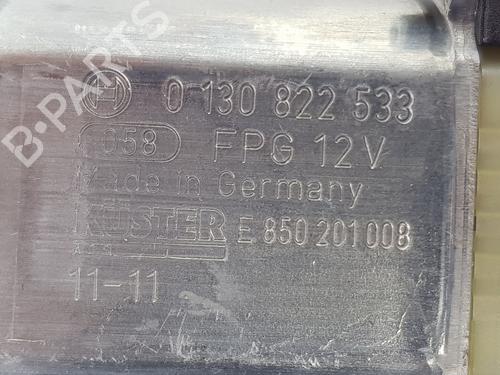 0 130 822 533
058 FPG 12V
Made in Germany
KÜSTER E 850 201 008
11-11
B-PARTS